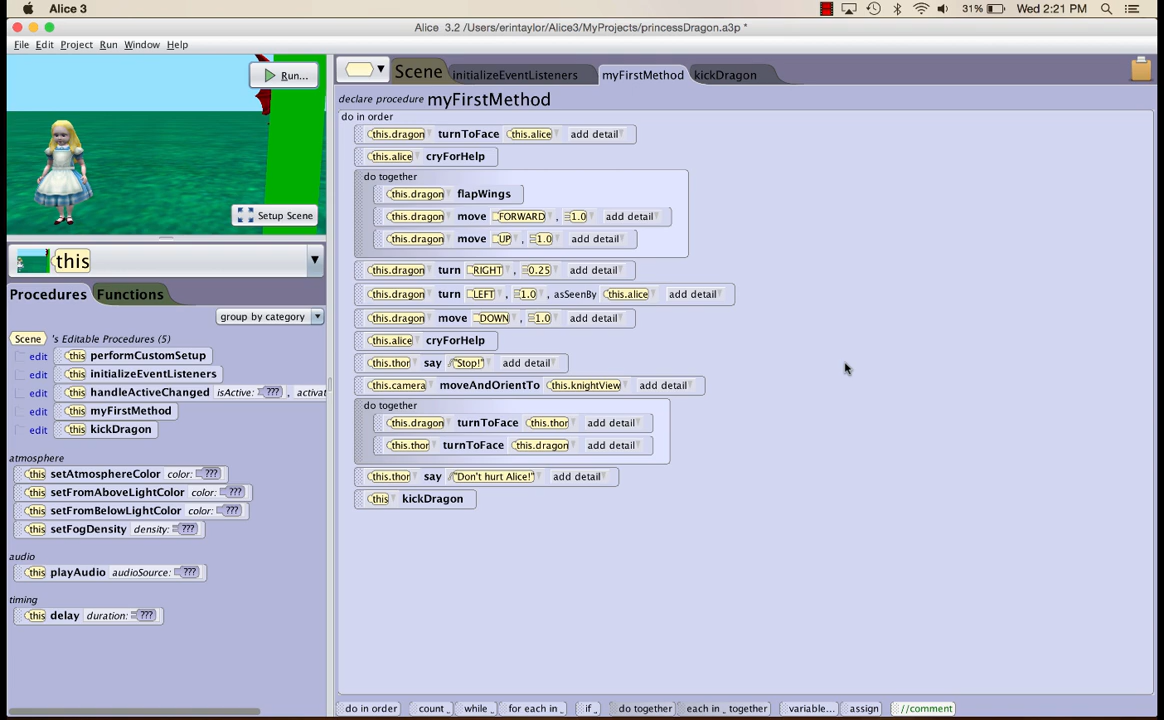 Alice 3 31% Wed 2:21 PM
Alice 3.2 /Users/erintaylor/Alice3/MyProjects/princessDragon.a3p *
File Edit Project Run Window Help
Run...
Setup Scene
this
Procedures Functions
group by category
Scene 's Editable Procedures (5)
edit this performCustomSetup
edit this initializeEventListeners
edit this handleActiveChanged isActive: ??? , activat
edit this myFirstMethod
edit this kickDragon
atmosphere
this setAtmosphereColor color: ???
this setFromAboveLightColor color: ???
this setFromBelowLightColor color: ???
this setFogDensity density: ???
audio
this playAudio audioSource: ???
timing
this delay duration: ???
Scene initializeEventListeners myFirstMethod kickDragon
declare procedure myFirstMethod
do in order
this.dragon turnToFace this.alice add detail
this.alice cryForHelp
do together
this.dragon flapWings
this.dragon move FORWARD , 1.0 add detail
this.dragon move UP , 1.0 add detail
this.dragon turn RIGHT , 0.25 add detail
this.dragon turn LEFT , 1.0 , asSeenBy this.alice add detail
this.dragon move DOWN , 1.0 add detail
this.alice cryForHelp
this.thor say "Stop!" add detail
this.camera moveAndOrientTo this.knightView add detail
do together
this.dragon turnToFace this.thor add detail
this.thor turnToFace this.dragon add detail
this.thor say "Don't hurt Alice!" add detail
this kickDragon
do in order count_ while_ for each in_ if_ do together each in_ together variable... assign //comment